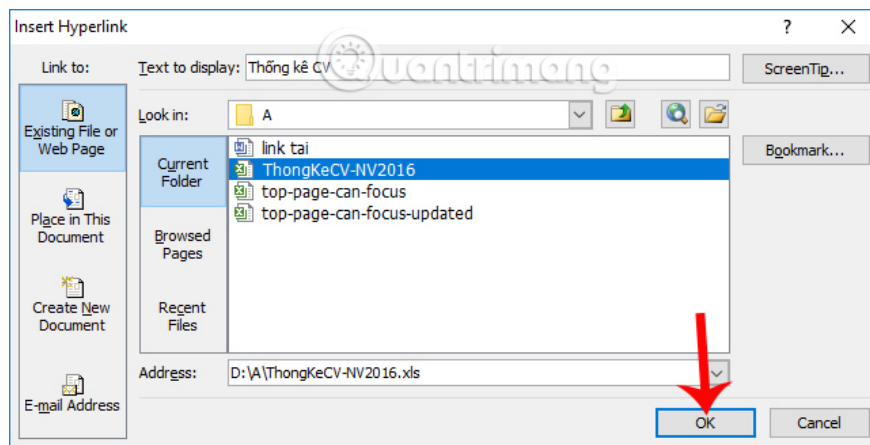 Insert Hyperlink
Link to:
Text to display: Thống kê CV
ScreenTip...
Quantrimang
Existing File or
Web Page
Look in: A
Current
Folder
link tai
ThongKeCV-NV2016
top-page-can-focus
top-page-can-focus-updated
Bookmark...
Place in This
Document
Browsed
Pages
Create New
Document
Recent
Files
Address: D:\A\ThongKeCV-NV2016.xls
E-mail Address
OK
Cancel